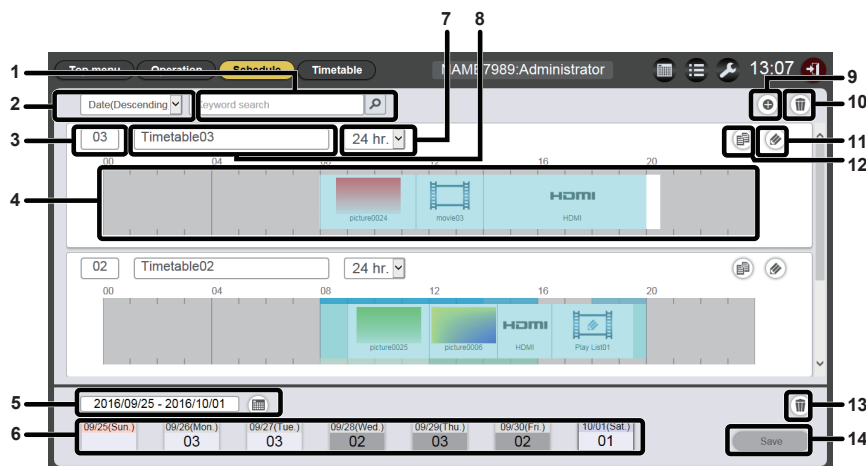 7 8
1 Top menu Operation Schedule Timetable NAME7989:Administrator 13:07 9
2 Date(Descending Keyword search 10
3 03 Timetable03 24 hr. 11
12
00 04 08 12 16 20
4 picture0024 movie03 HDMI HDMI
02 Timetable02 24 hr.
00 04 08 12 16 20
picture0025 picture0006 HDMI HDMI Play List01
5 2016/09/25 - 2016/10/01 13
6 09/25(Sun.) 09/26(Mon.) 09/27(Tue.) 09/28(Wed.) 09/29(Thu.) 09/30(Fri.) 10/01(Sat.)
03 03 02 03 02 01 Save 14